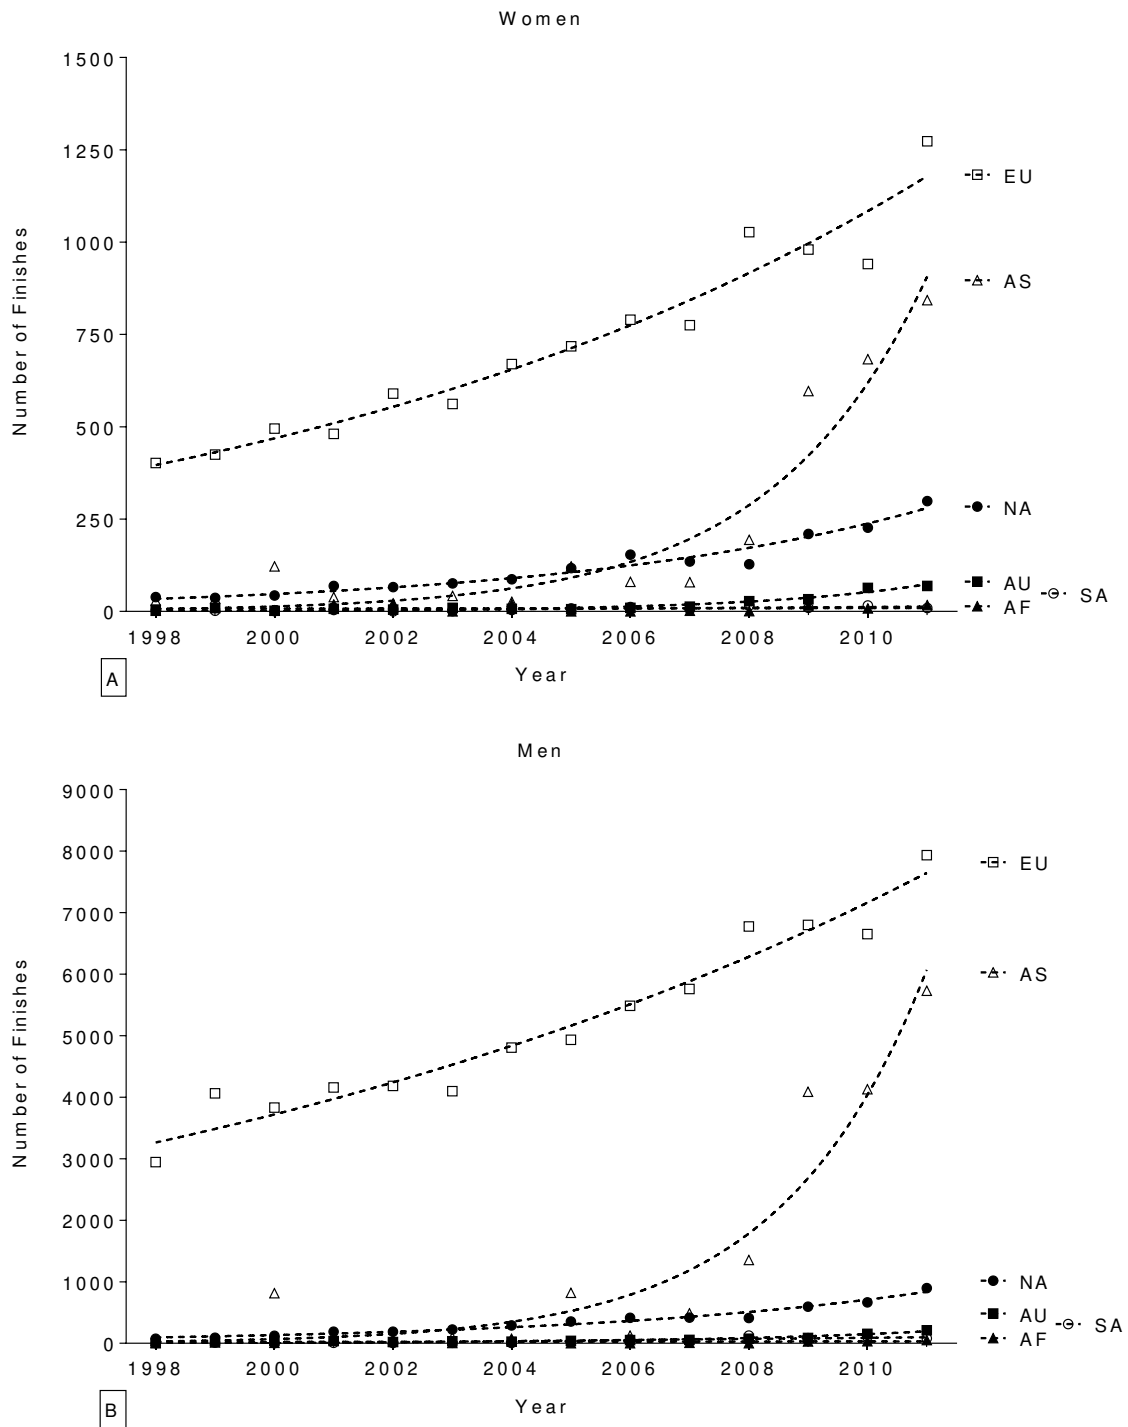 Women
1500
1250
1000
750
500
250
0
Number of Finishes
1998 2000 2002 2004 2006 2008 2010
Year
EU
AS
NA
AU
SA
AF
A
Men
9000
8000
7000
6000
5000
4000
3000
2000
1000
0
Number of Finishes
1998 2000 2002 2004 2006 2008 2010
Year
EU
AS
NA
AU
SA
AF
B